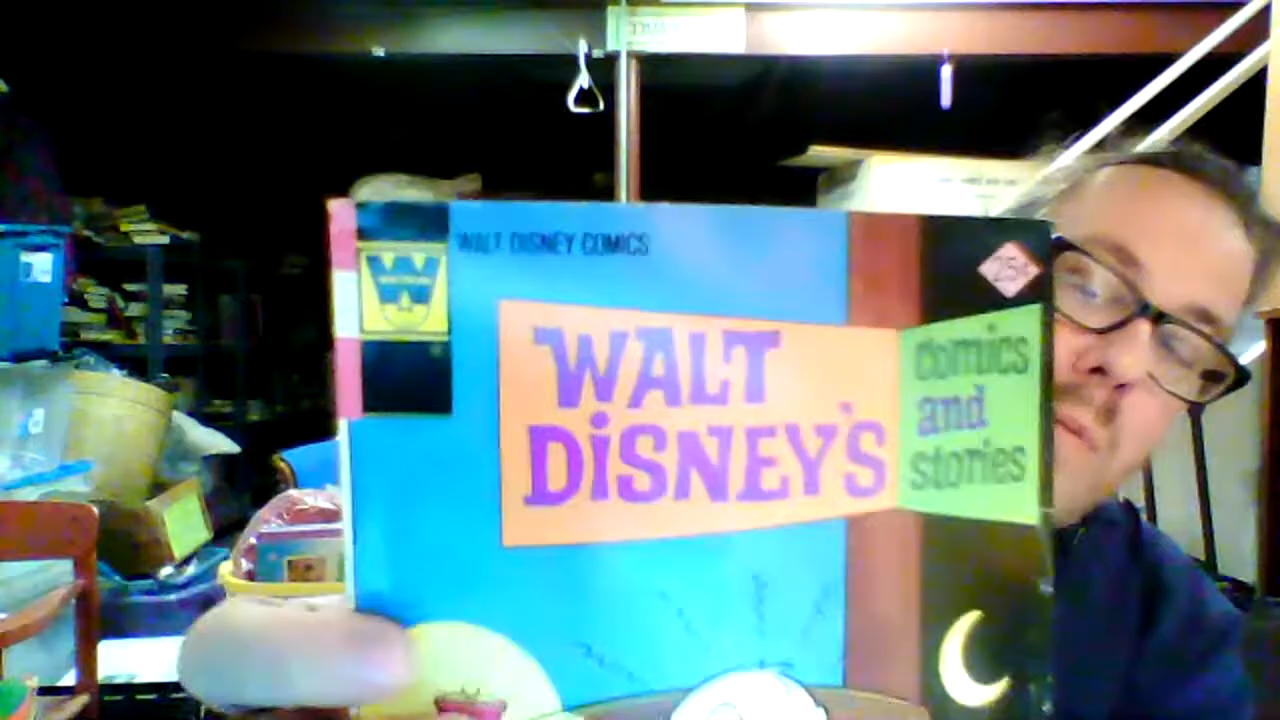 WALT DISNEY COMICS
25¢
WALT
DiSNEY'S
comics
and
stories